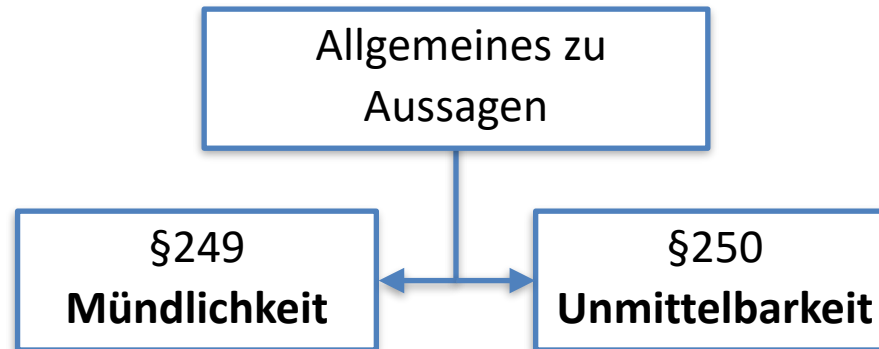 Allgemeines zu
Aussagen
§249
Mündlichkeit
§250
Unmittelbarkeit